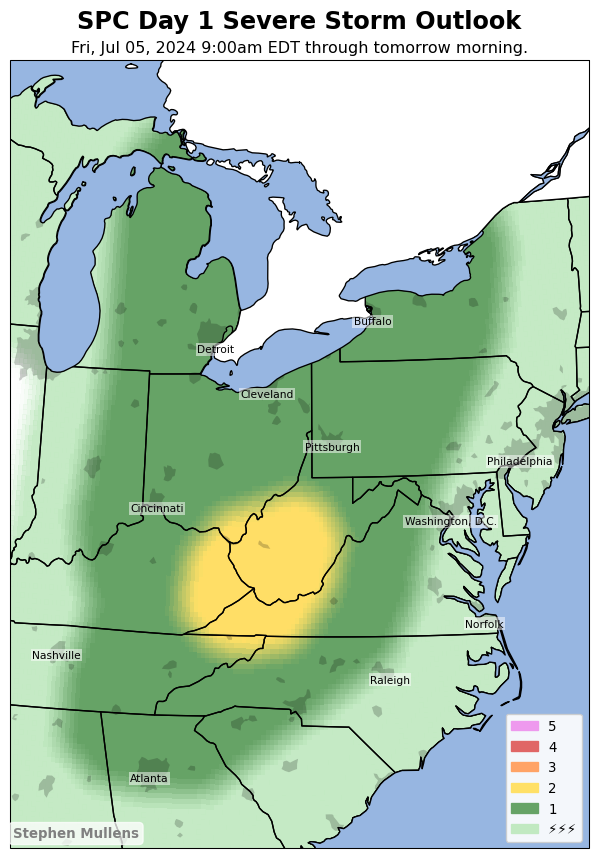 SPC Day 1 Severe Storm Outlook
Fri, Jul 05, 2024 9:00am EDT through tomorrow morning.
Buffalo
Detroit
Cleveland
Pittsburgh
Philadelphia
Cincinnati
Washington, D.C.
Norfolk
Nashville
Raleigh
Atlanta
5
4
3
2
1
⚡⚡⚡
Stephen Mullens